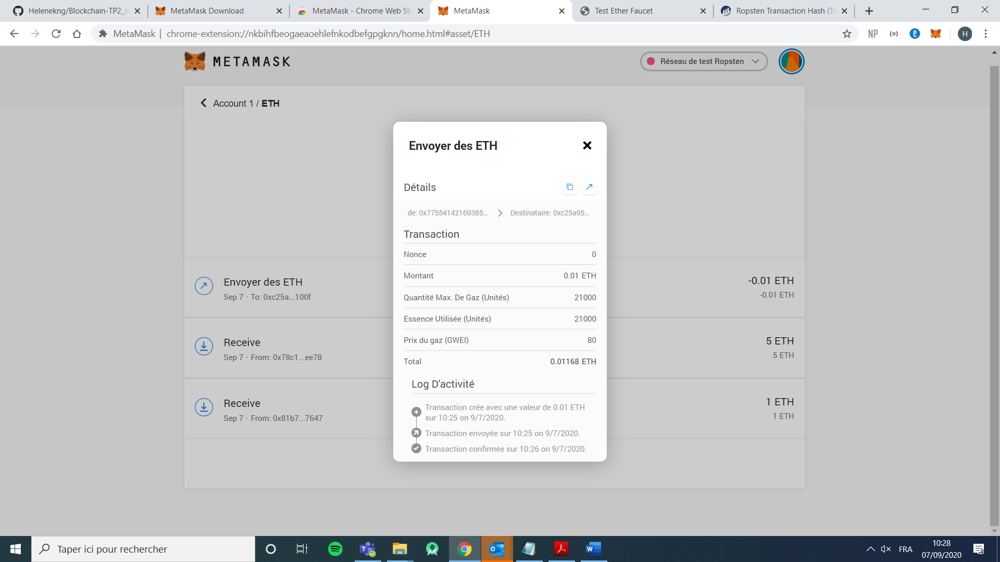 Helenekng/Blockchain-TP2_s
MetaMask Download
MetaMask - Chrome Web Sto
MetaMask
Test Ether Faucet
Ropsten Transaction Hash (Tx
MetaMask
chrome-extension://nkbihfbeogaeaoehlefnkodbefgpgknn/home.html#asset/ETH
NP
H
METAMASK
Réseau de test Ropsten
Account 1 / ETH
Envoyer des ETH
Détails
de: 0x77554142169385...
Destinataire: 0xc25a95...
Transaction
Nonce 0
Montant 0.01 ETH
Quantité Max. De Gaz (Unités) 21000
Essence Utilisée (Unités) 21000
Prix du gaz (GWEI) 80
Total 0.01168 ETH
Log D'activité
Transaction crée avec une valeur de 0.01 ETH
sur 10:25 on 9/7/2020.
Transaction envoyée sur 10:25 on 9/7/2020.
Transaction confirmée sur 10:26 on 9/7/2020.
Envoyer des ETH
Sep 7 · To: 0xc25a...100f
-0.01 ETH
-0.01 ETH
Receive
Sep 7 · From: 0x78c1...ee78
5 ETH
5 ETH
Receive
Sep 7 · From: 0x81b7...7647
1 ETH
1 ETH
Taper ici pour rechercher
FRA
10:28
07/09/2020